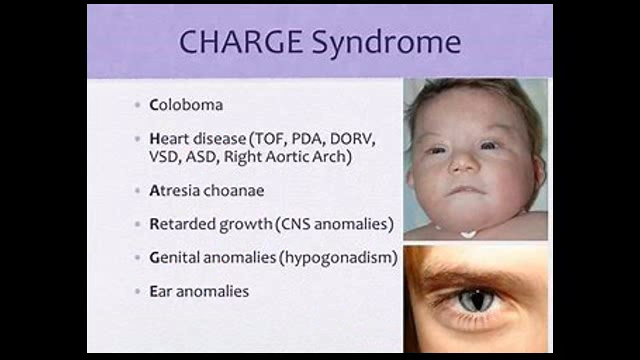 CHARGE Syndrome
Coloboma
Heart disease (TOF, PDA, DORV,
VSD, ASD, Right Aortic Arch)
Atresia choanae
Retarded growth (CNS anomalies)
Genital anomalies (hypogonadism)
Ear anomalies